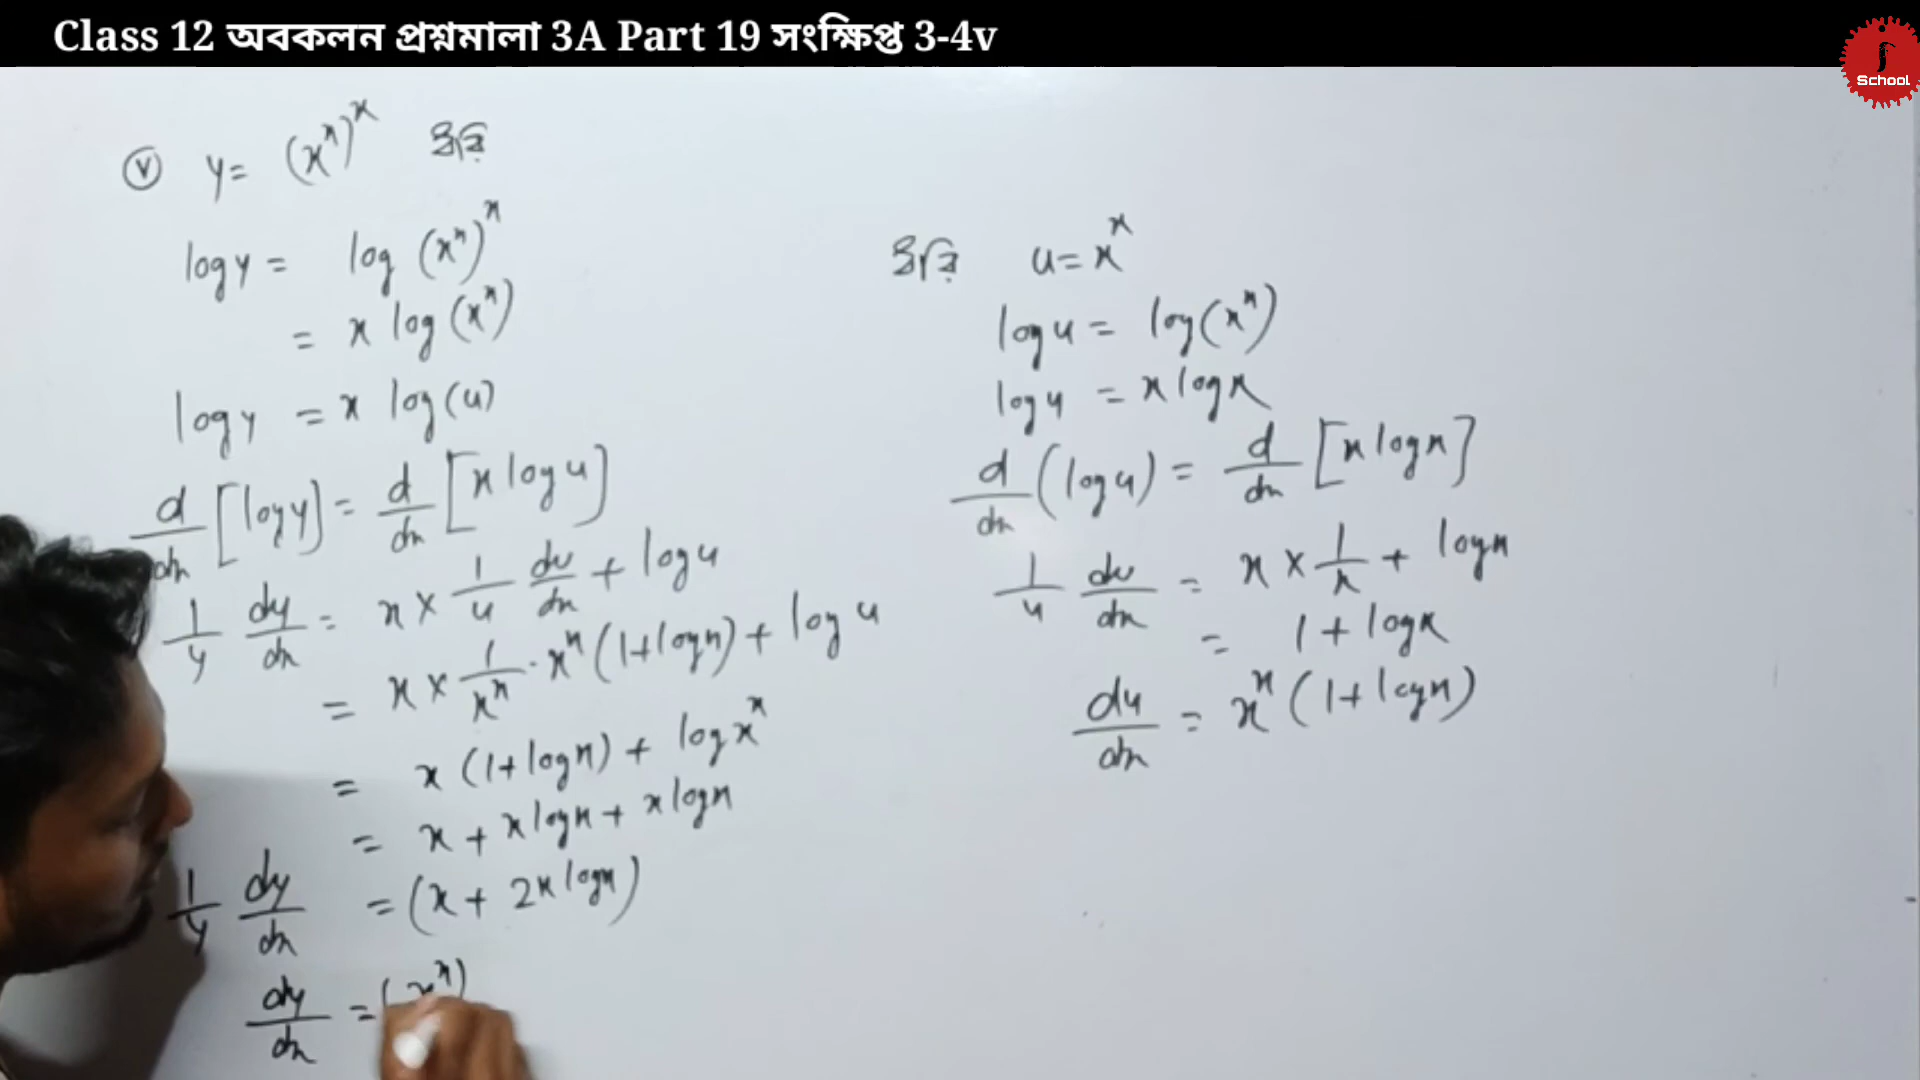 Class 12 অবকলন প্রশ্নমালা 3A Part 19 সংক্ষিপ্ত 3-4v
School
(v) y = (x^x)^x ধরি
log y = log (x^x)^x
= x log (x^x)
log y = x log (u)
d/dx [log y] = d/dx [x log u]
1/y dy/dx = x × 1/u du/dx + log u
= x × 1/x^x · x^x (1+log x) + log u
= x (1+log x) + log x^x
= x + x log x + x log x
1/y dy/dx = (x + 2x log x)
dy/dx = (x^x)
ধরি u = x^x
log u = log (x^x)
log u = x log x
d/dx (log u) = d/dx [x log x]
1/u du/dx = x × 1/x + log x
= 1 + log x
du/dx = x^x (1+log x)